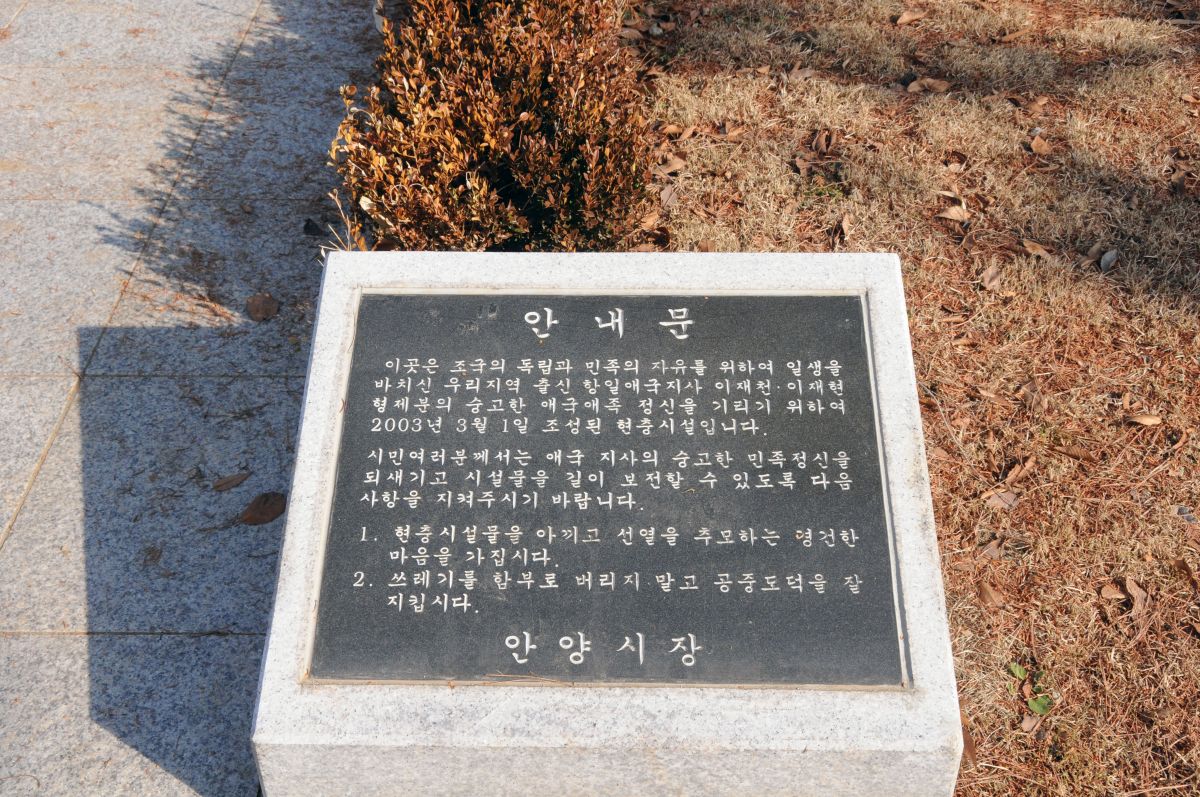 안내문
이곳은 조국의 독립과 민족의 자유를 위하여 일생을
바치신 우리지역 출신 항일애국지사 이재천·이재현
형제분의 숭고한 애국애족 정신을 기리기 위하여
2003년 3월 1일 조성된 현충시설입니다.
시민여러분께서는 애국 지사의 숭고한 민족정신을
되새기고 시설물을 길이 보전할 수 있도록 다음
사항을 지켜주시기 바랍니다.
1. 현충시설물을 아끼고 선열을 추모하는 경건한
마음을 가집시다.
2. 쓰레기를 함부로 버리지 말고 공중도덕을 잘
지킵시다.
안양시장